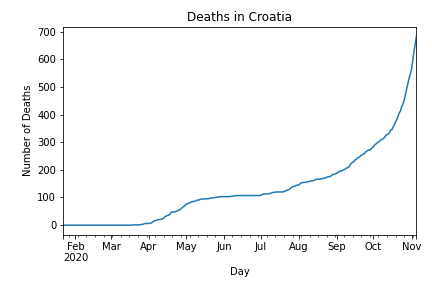 Deaths in Croatia
Number of Deaths
700
600
500
400
300
200
100
0
Feb Mar Apr May Jun Jul Aug Sep Oct Nov
2020
Day